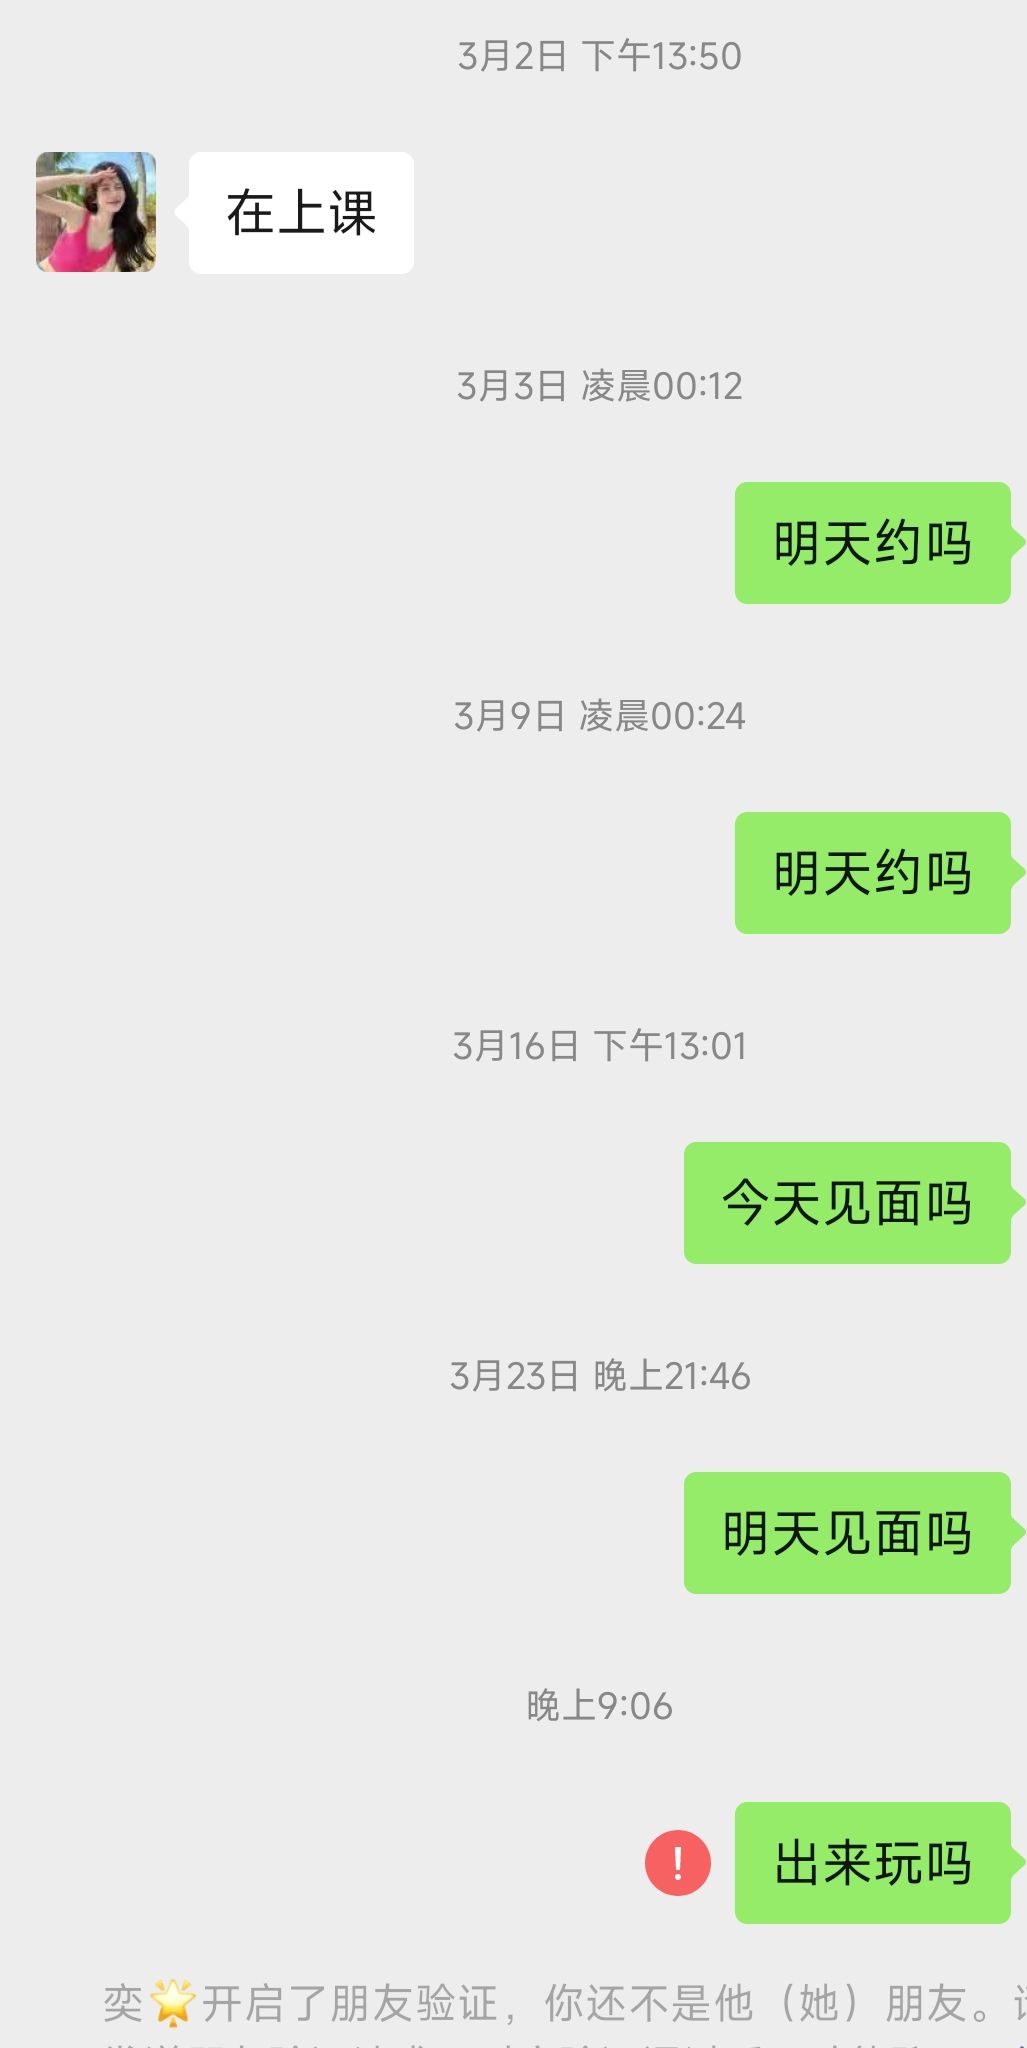 3月2日 下午13:50
在上课
3月3日 凌晨00:12
明天约吗
3月9日 凌晨00:24
明天约吗
3月16日 下午13:01
今天见面吗
3月23日 晚上21:46
明天见面吗
晚上9:06
出来玩吗
奕🌟开启了朋友验证，你还不是他（她）朋友。